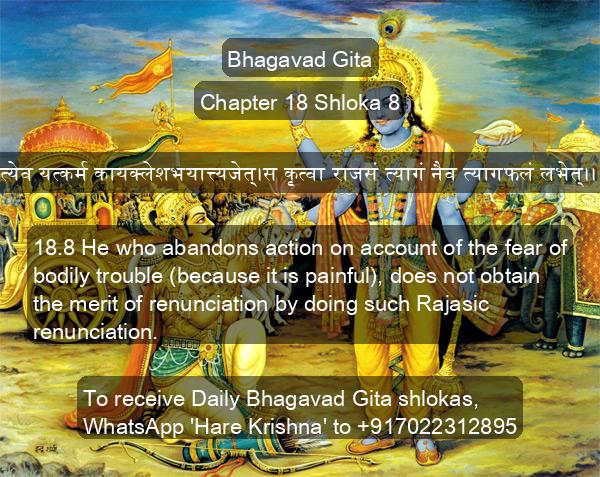 Bhagavad Gita
Chapter 18 Shloka 8
त्येव यत्कर्म कायक्लेशभयात्त्यजेत्।स कृत्वा राजसं त्यागं नैव त्यागफलं लभेत्।।
18.8 He who abandons action on account of the fear of
bodily trouble (because it is painful), does not obtain
the merit of renunciation by doing such Rajasic
renunciation.
To receive Daily Bhagavad Gita shlokas,
WhatsApp 'Hare Krishna' to +917022312895